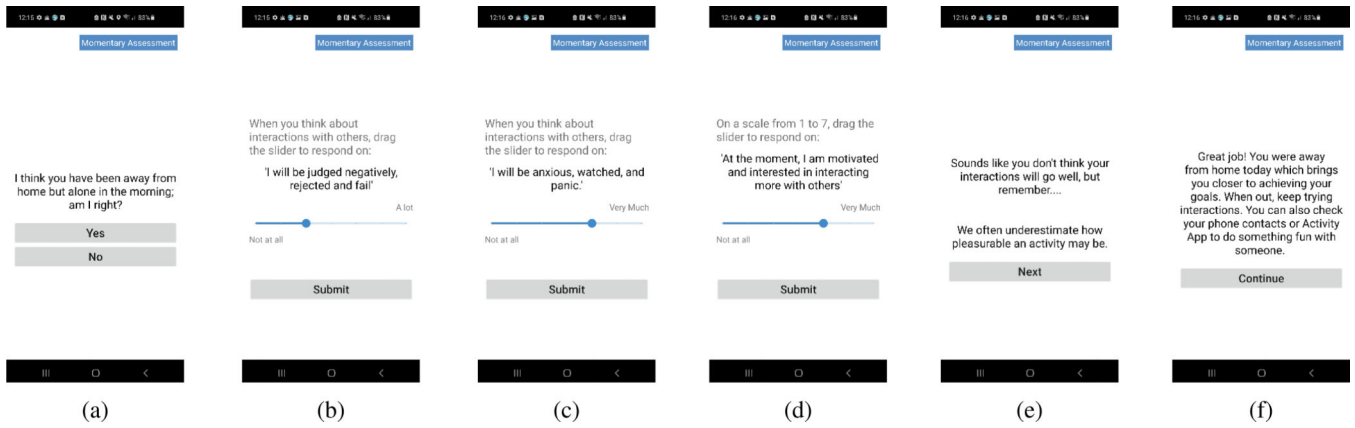 12:15
83%
Momentary Assessment
I think you have been away from
home but alone in the morning;
am I right?
Yes
No
(a)
12:15
83%
Momentary Assessment
When you think about
interactions with others, drag
the slider to respond on:
'I will be judged negatively,
rejected and fail'
A lot
Not at all
Submit
(b)
12:16
83%
Momentary Assessment
When you think about
interactions with others, drag
the slider to respond on:
'I will be anxious, watched, and
panic.'
Very Much
Not at all
Submit
(c)
12:16
83%
Momentary Assessment
On a scale from 1 to 7, drag the
slider to respond on:
'At the moment, I am motivated
and interested in interacting
more with others'
Very Much
Not at all
Submit
(d)
12:16
83%
Momentary Assessment
Sounds like you don't think your
interactions will go well, but
remember....
We often underestimate how
pleasurable an activity may be.
Next
(e)
12:16
83%
Momentary Assessment
Great job! You were away
from home today which brings
you closer to achieving your
goals. When out, keep trying
interactions. You can also check
your phone contacts or Activity
App to do something fun with
someone.
Continue
(f)